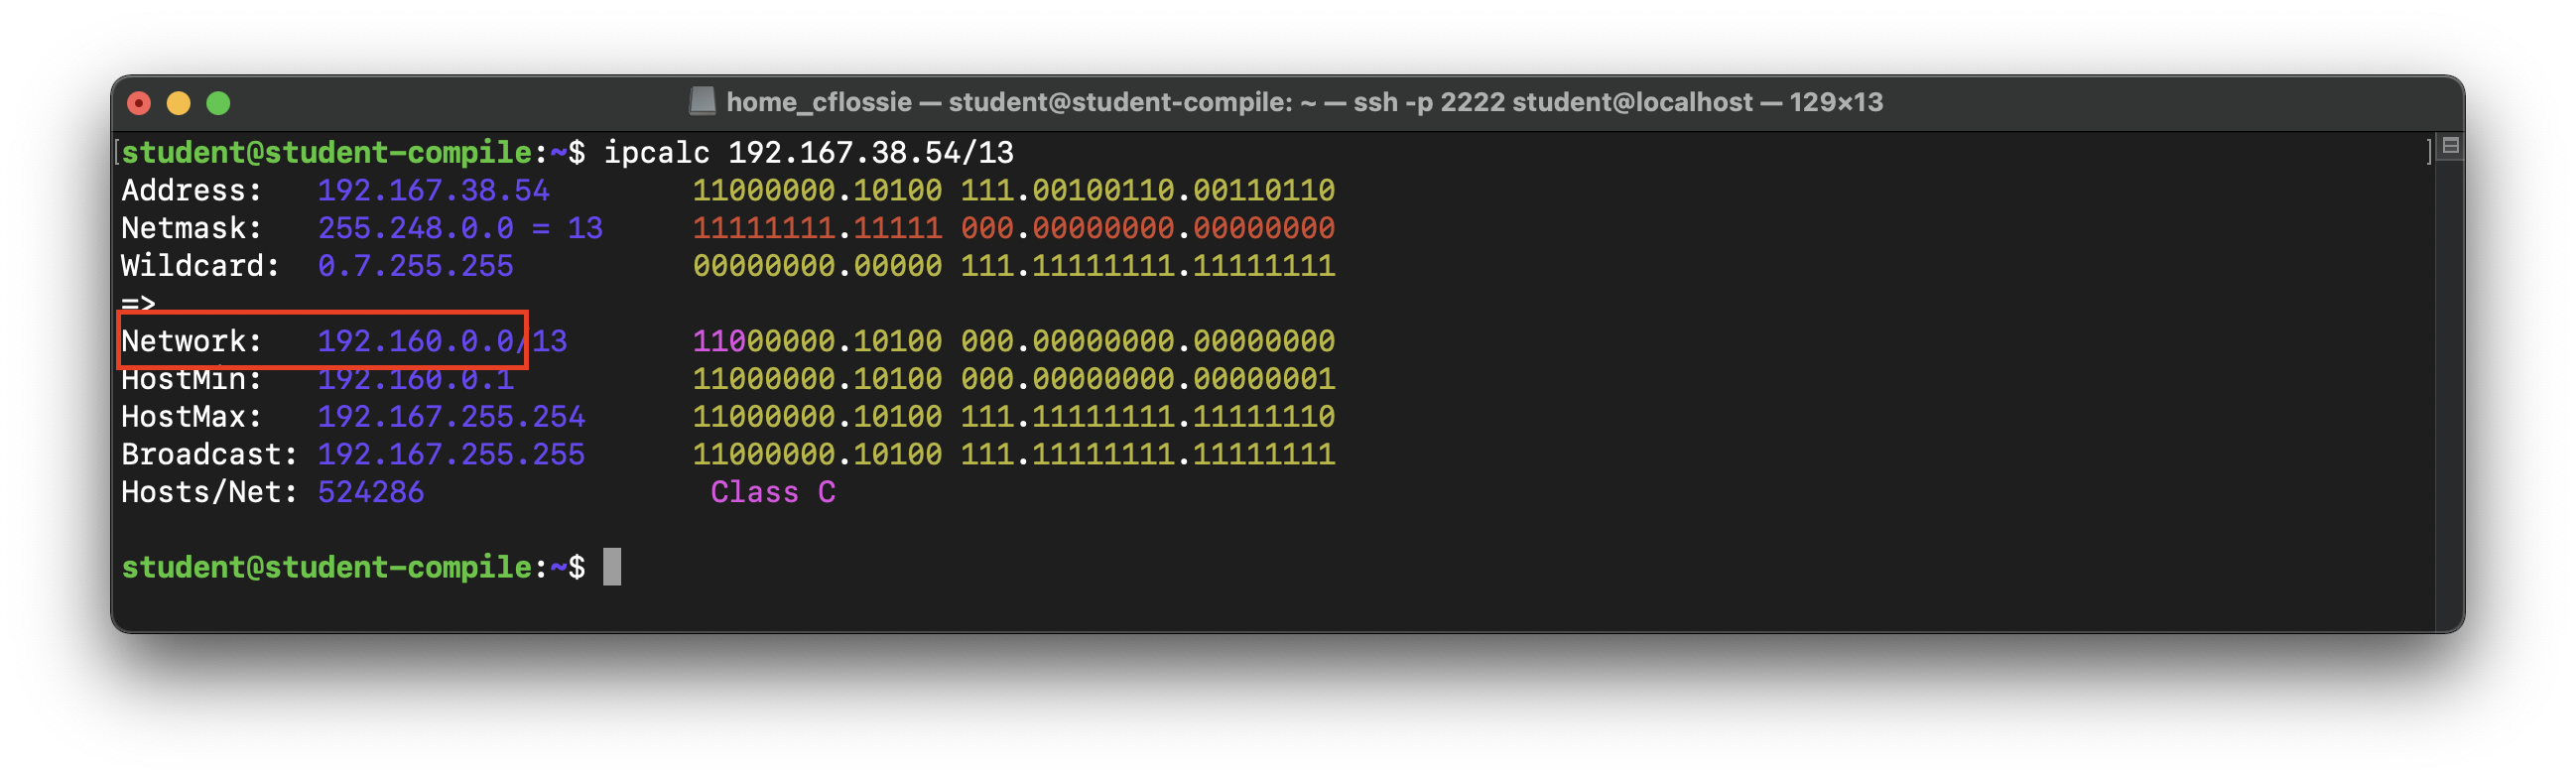 home_cflossie — student@student-compile: ~ — ssh -p 2222 student@localhost — 129×13
[student@student-compile:~$ ipcalc 192.167.38.54/13 ]
Address:   192.167.38.54        11000000.10100 111.00100110.00110110
Netmask:   255.248.0.0 = 13     11111111.11111 000.00000000.00000000
Wildcard:  0.7.255.255          00000000.00000 111.11111111.11111111
=>
Network:   192.160.0.0/13       11000000.10100 000.00000000.00000000
HostMin:   192.160.0.1          11000000.10100 000.00000000.00000001
HostMax:   192.167.255.254      11000000.10100 111.11111111.11111110
Broadcast: 192.167.255.255      11000000.10100 111.11111111.11111111
Hosts/Net: 524286                Class C
student@student-compile:~$